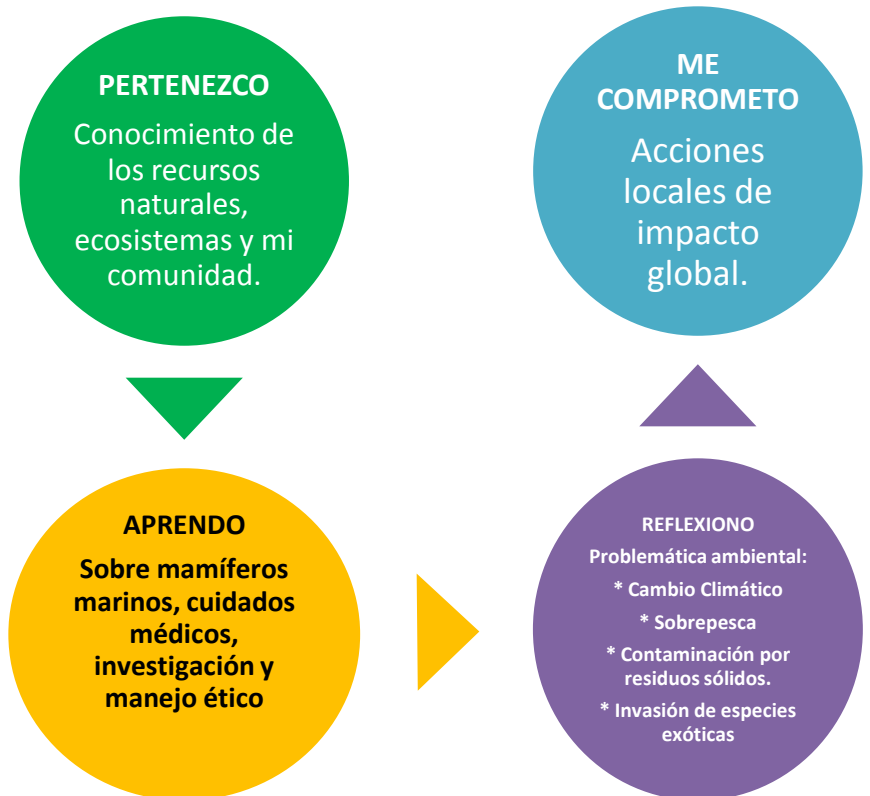 PERTENEZCO
Conocimiento de
los recursos
naturales,
ecosistemas y mi
comunidad.
APRENDO
Sobre mamíferos
marinos, cuidados
médicos,
investigación y
manejo ético
REFLEXIONO
Problemática ambiental:
* Cambio Climático
* Sobrepesca
* Contaminación por
residuos sólidos.
* Invasión de especies
exóticas
ME
COMPROMETO
Acciones
locales de
impacto
global.